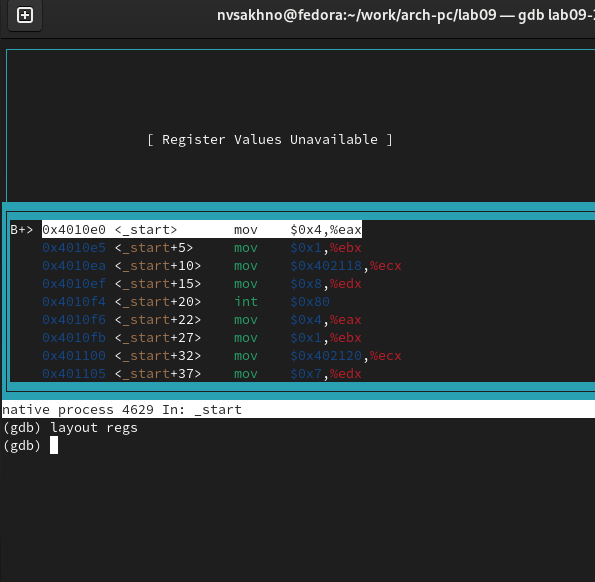 nvsakhno@fedora:~/work/arch-pc/lab09 — gdb lab09-
[ Register Values Unavailable ]
B+> 0x4010e0 <_start>       mov    $0x4,%eax
0x4010e5 <_start+5>     mov    $0x1,%ebx
0x4010ea <_start+10>    mov    $0x402118,%ecx
0x4010ef <_start+15>    mov    $0x8,%edx
0x4010f4 <_start+20>    int    $0x80
0x4010f6 <_start+22>    mov    $0x4,%eax
0x4010fb <_start+27>    mov    $0x1,%ebx
0x401100 <_start+32>    mov    $0x402120,%ecx
0x401105 <_start+37>    mov    $0x7,%edx
native process 4629 In: _start
(gdb) layout regs
(gdb)